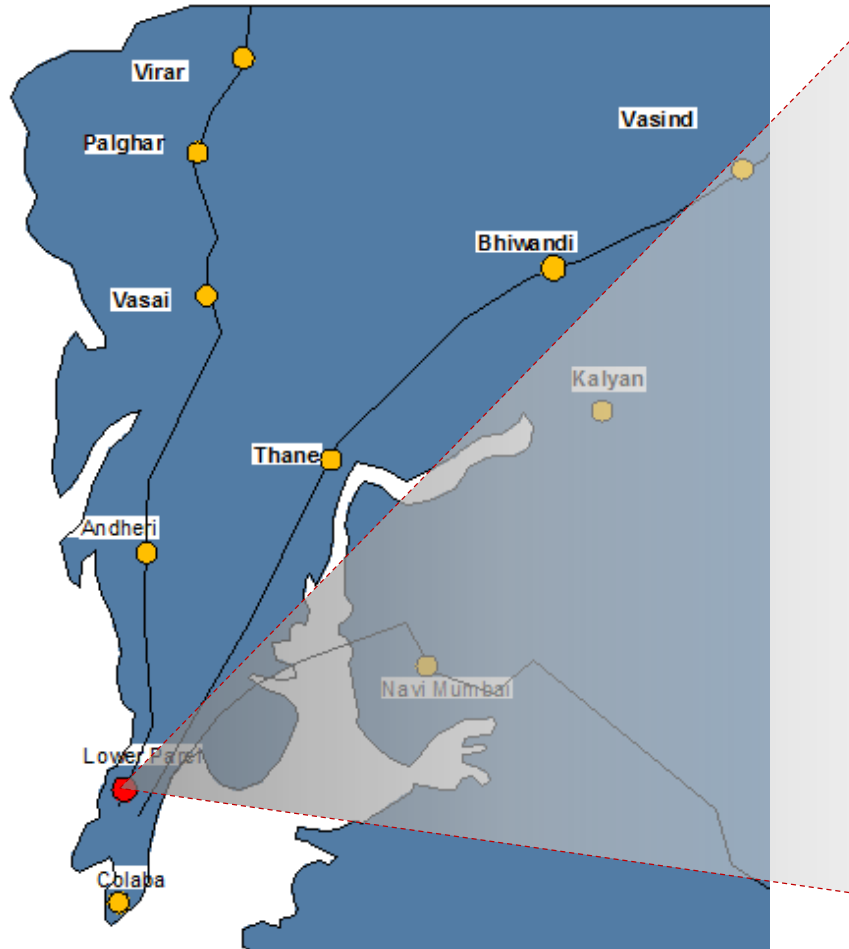 Virar
Vasind
Palghar
Bhiwandi
Vasai
Kalyan
Thane
Andheri
Navi Mumbai
Lower Parel
Colaba